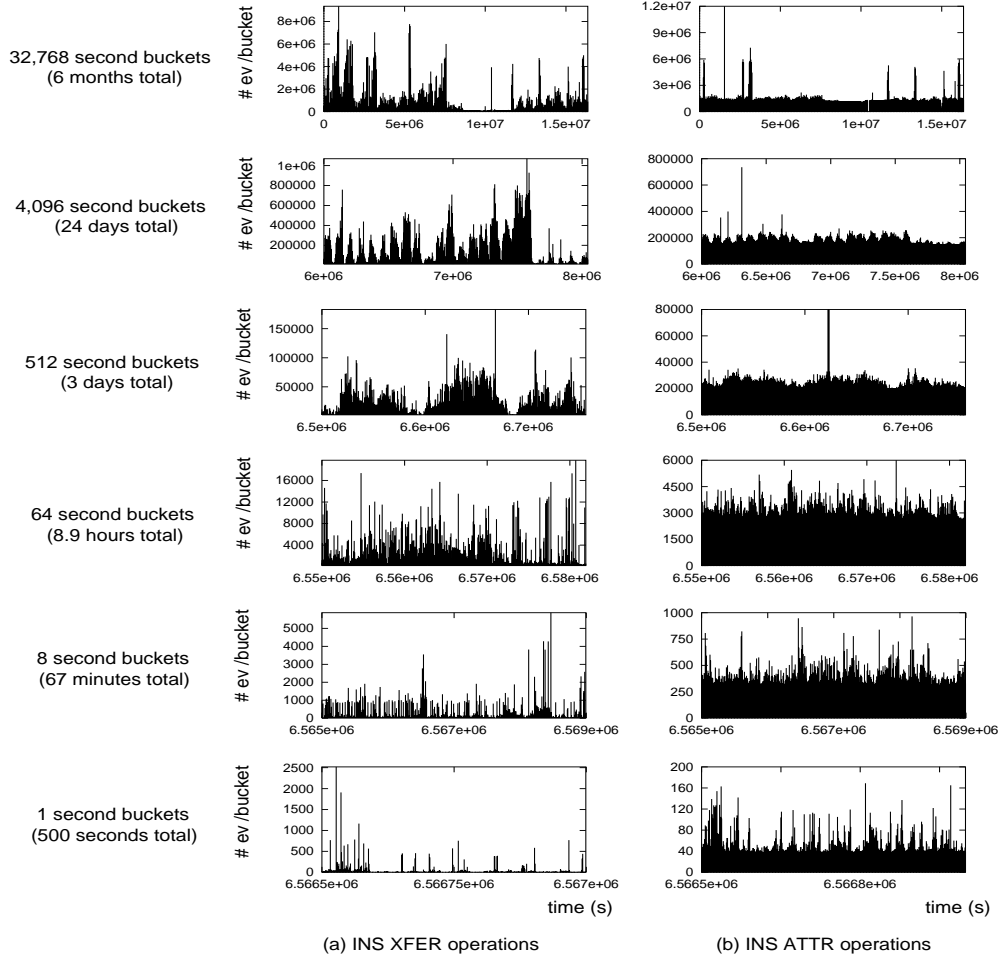 32,768 second buckets
(6 months total)
# ev /bucket
8e+06
6e+06
4e+06
2e+06
0
0 5e+06 1e+07 1.5e+07
1.2e+07
9e+06
6e+06
3e+06
0
0 5e+06 1e+07 1.5e+07
4,096 second buckets
(24 days total)
# ev /bucket
1e+06
800000
600000
400000
200000
6e+06 7e+06 8e+06
800000
600000
400000
200000
0
6e+06 6.5e+06 7e+06 7.5e+06 8e+06
512 second buckets
(3 days total)
# ev /bucket
150000
100000
50000
6.5e+06 6.6e+06 6.7e+06
80000
60000
40000
20000
0
6.5e+06 6.6e+06 6.7e+06
64 second buckets
(8.9 hours total)
# ev /bucket
16000
12000
8000
4000
6.55e+06 6.56e+06 6.57e+06 6.58e+06
6000
4500
3000
1500
0
6.55e+06 6.56e+06 6.57e+06 6.58e+06
8 second buckets
(67 minutes total)
# ev /bucket
5000
4000
3000
2000
1000
0
6.565e+06 6.567e+06 6.569e+06
1000
750
500
250
0
6.565e+06 6.567e+06 6.569e+06
1 second buckets
(500 seconds total)
# ev/bucket
2500
2000
1500
1000
500
0
6.5665e+06 6.56675e+06 6.567e+06
200
160
120
80
40
0
6.5665e+06 6.5668e+06
time (s) time (s)
(a) INS XFER operations (b) INS ATTR operations